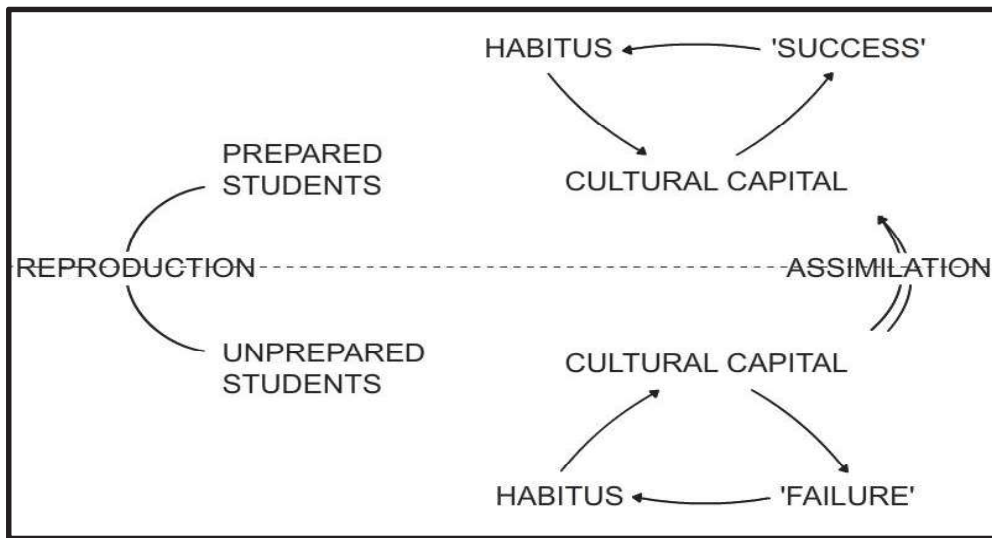 HABITUS 'SUCCESS'
PREPARED
STUDENTS
CULTURAL CAPITAL
REPRODUCTION ASSIMILATION
UNPREPARED
STUDENTS
CULTURAL CAPITAL
HABITUS 'FAILURE'